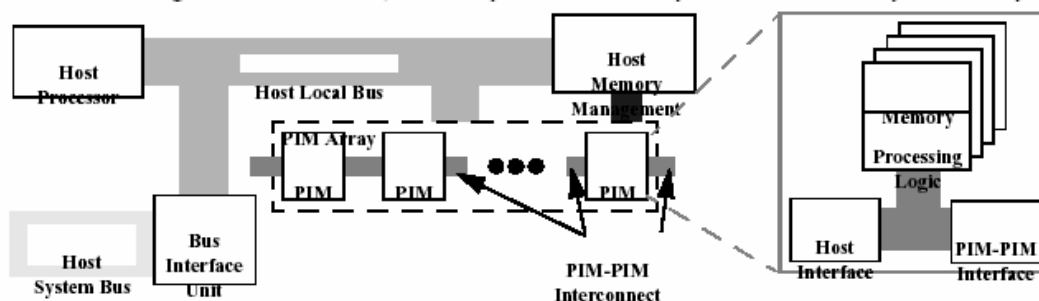 Host
Processor
Host Local Bus
Host
Memory
Management
PIM Array
PIM
PIM
PIM
Host
System Bus
Bus
Interface
Unit
PIM-PIM
Interconnect
Memory
Processing
Logic
Host
Interface
PIM-PIM
Interface